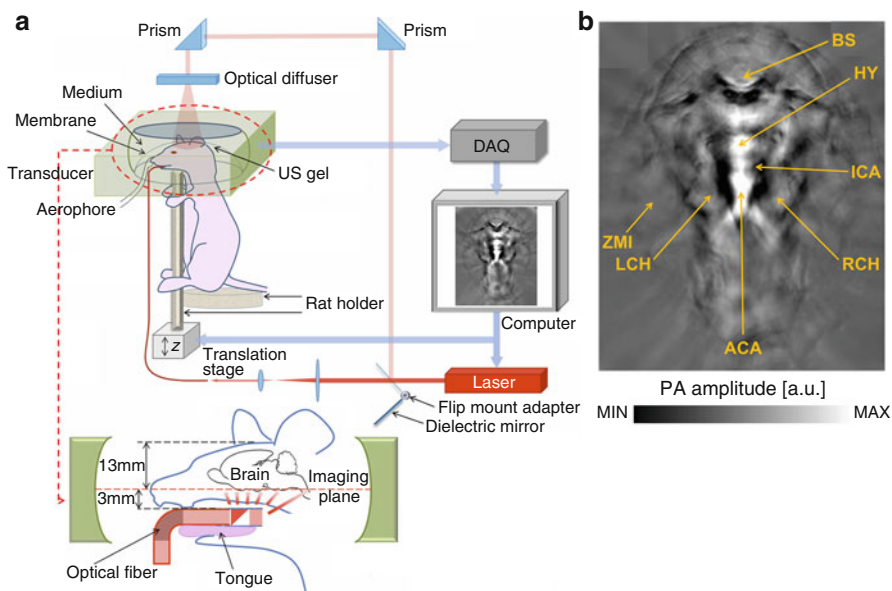 a
Prism
Prism
Optical diffuser
Medium
Membrane
Transducer
Aerophore
US gel
DAQ
Rat holder
Computer
z
Translation
stage
Laser
Flip mount adapter
Dielectric mirror
13mm
3mm
Brain
Imaging
plane
Optical fiber
Tongue
b
BS
HY
ICA
ZMI
LCH
RCH
ACA
PA amplitude [a.u.]
MIN
MAX